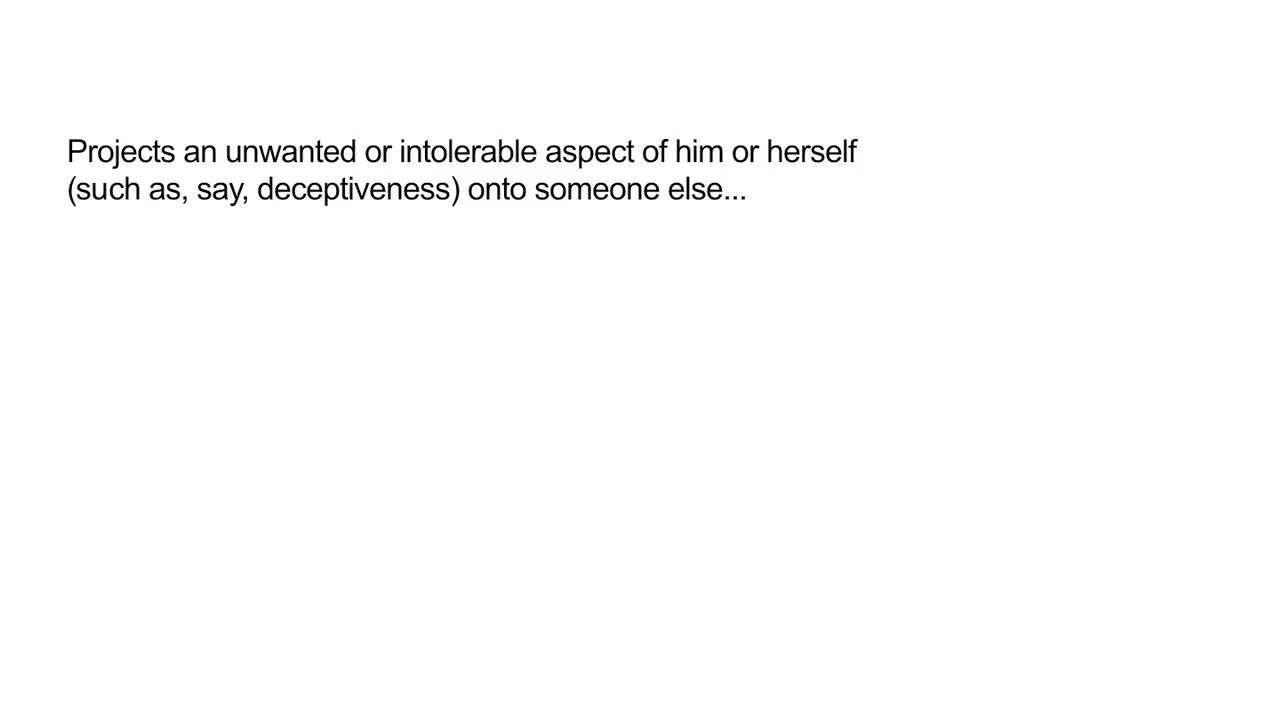 Projects an unwanted or intolerable aspect of him or herself
(such as, say, deceptiveness) onto someone else...